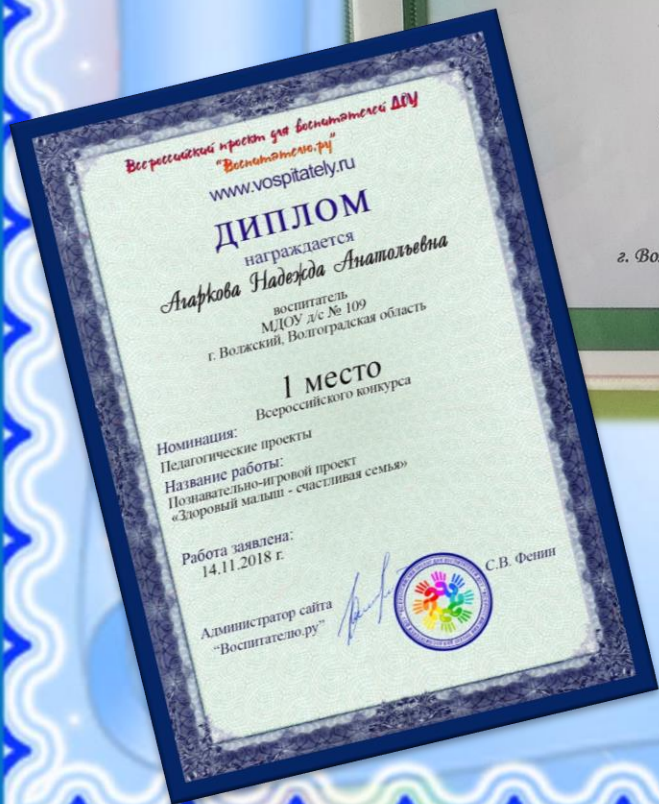 Всероссийский проект для воспитателей ДОУ
"Воспитателю.ру"
www.vospitately.ru
ДИПЛОМ
награждается
Агаркова Надежда Анатольевна
воспитатель
МДОУ д/с № 109
г. Волжский, Волгоградская область
1 место
Всероссийского конкурса
Номинация:
Педагогические проекты
Название работы:
Познавательно-игровой проект
«Здоровый малыш - счастливая семья»
Работа заявлена:
14.11.2018 г.
Администратор сайта
"Воспитателю.ру"
С.В. Фенин
г.